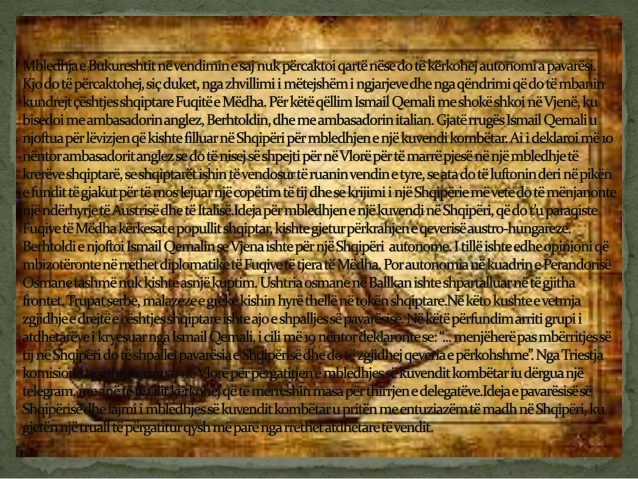 Mbledhja e Bukureshtit në vendimin e saj nuk përcaktoi qartë nëse do të kërkohej autonomi a pavarësi.
Kjo do të përcaktohej, siç duket, nga zhvillimi i mëtejshëm i ngjarjeve dhe nga qëndrimi që do të mbanin
kundrejt çështjes shqiptare Fuqitë e Mëdha. Për këtë qëllim Ismail Qemali me shokë shkoi në Vjenë, ku
bisedoi me ambasadorin anglez, Berhtoldin, dhe me ambasadorin italian. Gjatë rrugës Ismail Qemali u
njoftua për lëvizjen që kishte filluar në Shqipëri për mbledhjen e një kuvendi kombëtar. Ai i deklaroi më 10
nëntor ambasadorit anglez se do të nisej së shpejti për në Vlorë për të marrë pjesë në një mbledhje të
krerëve shqiptarë, se shqiptarët ishin të vendosur të ruanin vendin e tyre, se ata do të luftonin deri në pikën
e fundit të gjakut për të mos lejuar një copëtim të tij dhe se krijimi i një Shqipërie më vete do të mënjanonte
një ndërhyrje të Austrisë dhe të Italisë.Ideja për mbledhjen e një kuvendi në Shqipëri, që do t'u paraqiste
Fuqive të Mëdha kërkesat e popullit shqiptar, kishte gjetur përkrahjen e qeverisë austro-hungareze.
Berhtoldi e njoftoi Ismail Qemalin se Vjena ishte për një Shqipëri autonome. I tillë ishte edhe opinioni që
mbizotëronte në rrethet diplomatike të Fuqive të tjera të Mëdha. Por autonomia në kuadrin e Perandorisë
Osmane tashmë nuk kishte asnjë kuptim. Ushtria osmane në Ballkan ishte shpartalluar në të gjitha
frontet. Trupat serbe, malazeze e greke kishin hyrë thellë në tokën shqiptare.Në këto kushte e vetmja
zgjidhje e drejtë e çështjes shqiptare ishte ajo e shpalljes së pavarësisë. Në këtë përfundim arriti grupi i
atdhetarëve i kryesuar nga Ismail Qemali, i cili më 19 nëntor deklaronte se: "... menjëherë pas mbërritjes së
tij në Shqipëri do të shpallej pavarësia e Shqipërisë dhe do të zgjidhej qeveria e përkohshme". Nga Triestja
në Vlorë për përgatitjen e mbledhjes së kuvendit kombëtar iu dërgua një
telegram, me anë të të cilit kërkohej që të merreshin masa për thirrjen e delegatëve.Ideja e pavarësisë së
Shqipërisë dhe lajmi i mbledhjes së kuvendit kombëtar u pritën me entuziazëm të madh në Shqipëri, ku
gjetën një truall të përgatitur qysh më parë nga rrethet atdhetare të vendit.